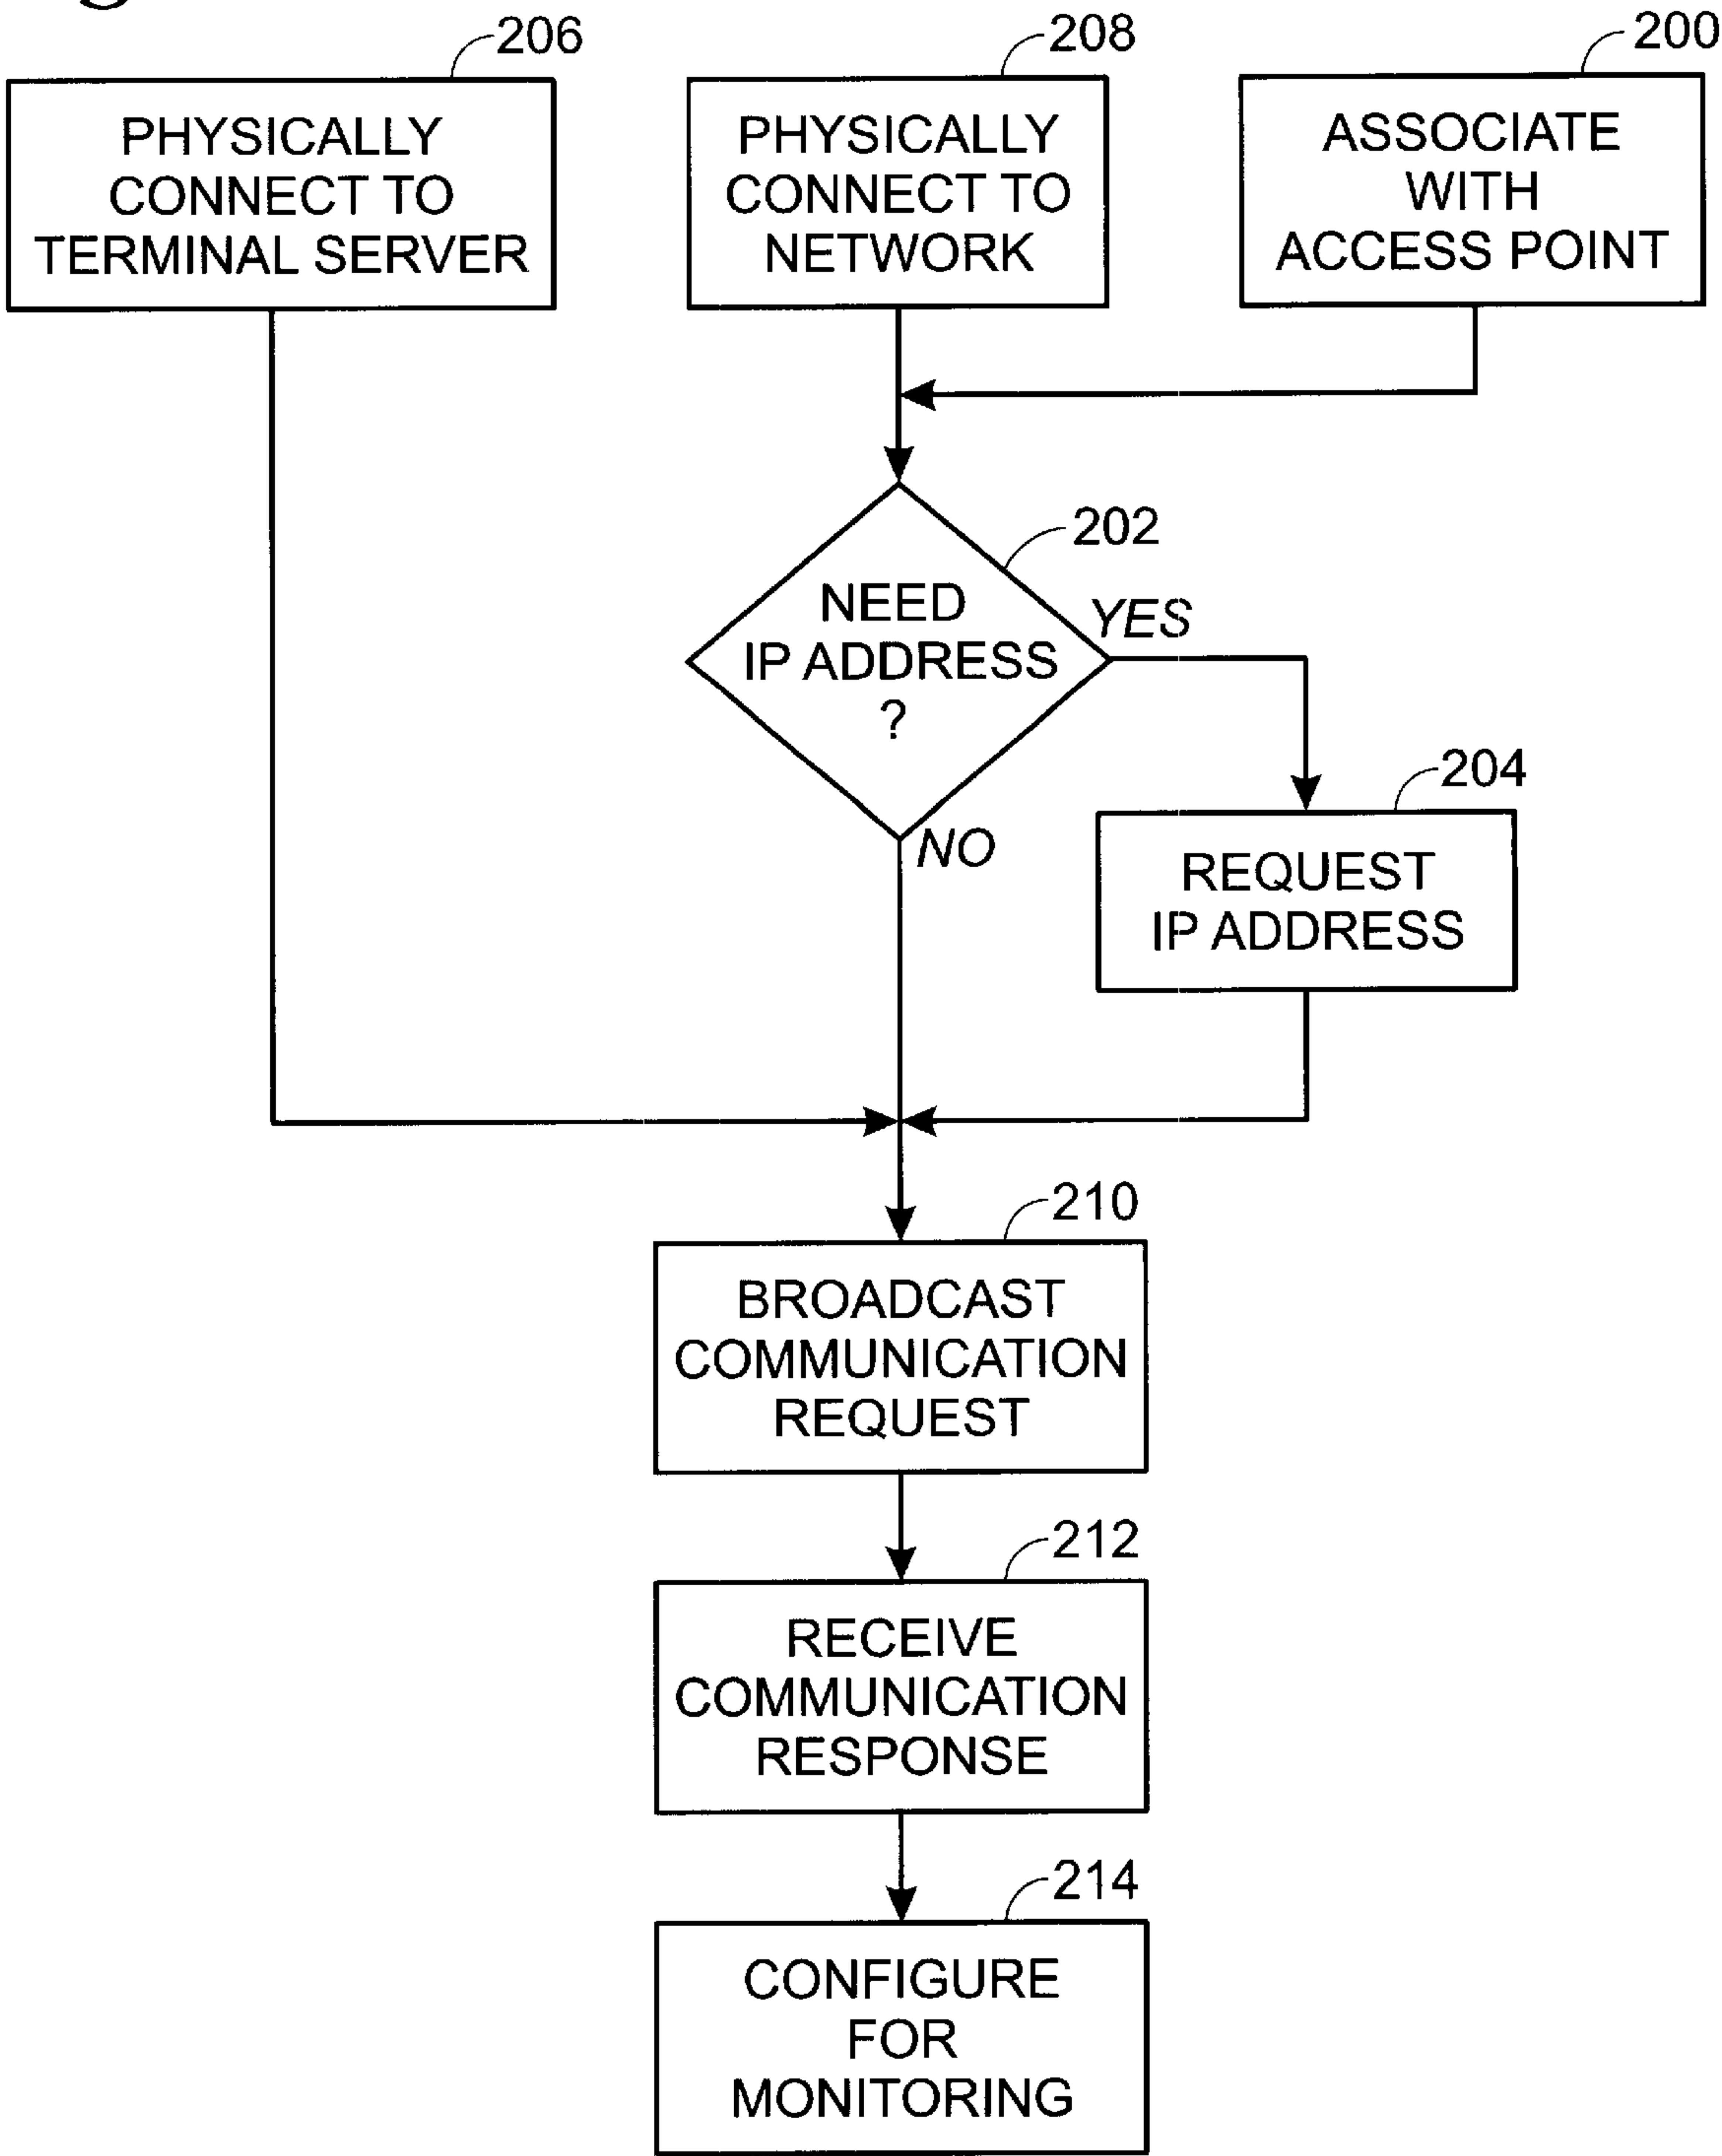 206
PHYSICALLY
CONNECT TO
TERMINAL SERVER
208
PHYSICALLY
CONNECT TO
NETWORK
200
ASSOCIATE
WITH
ACCESS POINT
202
NEED
IP ADDRESS
?
YES
NO
204
REQUEST
IP ADDRESS
210
BROADCAST
COMMUNICATION
REQUEST
212
RECEIVE
COMMUNICATION
RESPONSE
214
CONFIGURE
FOR
MONITORING